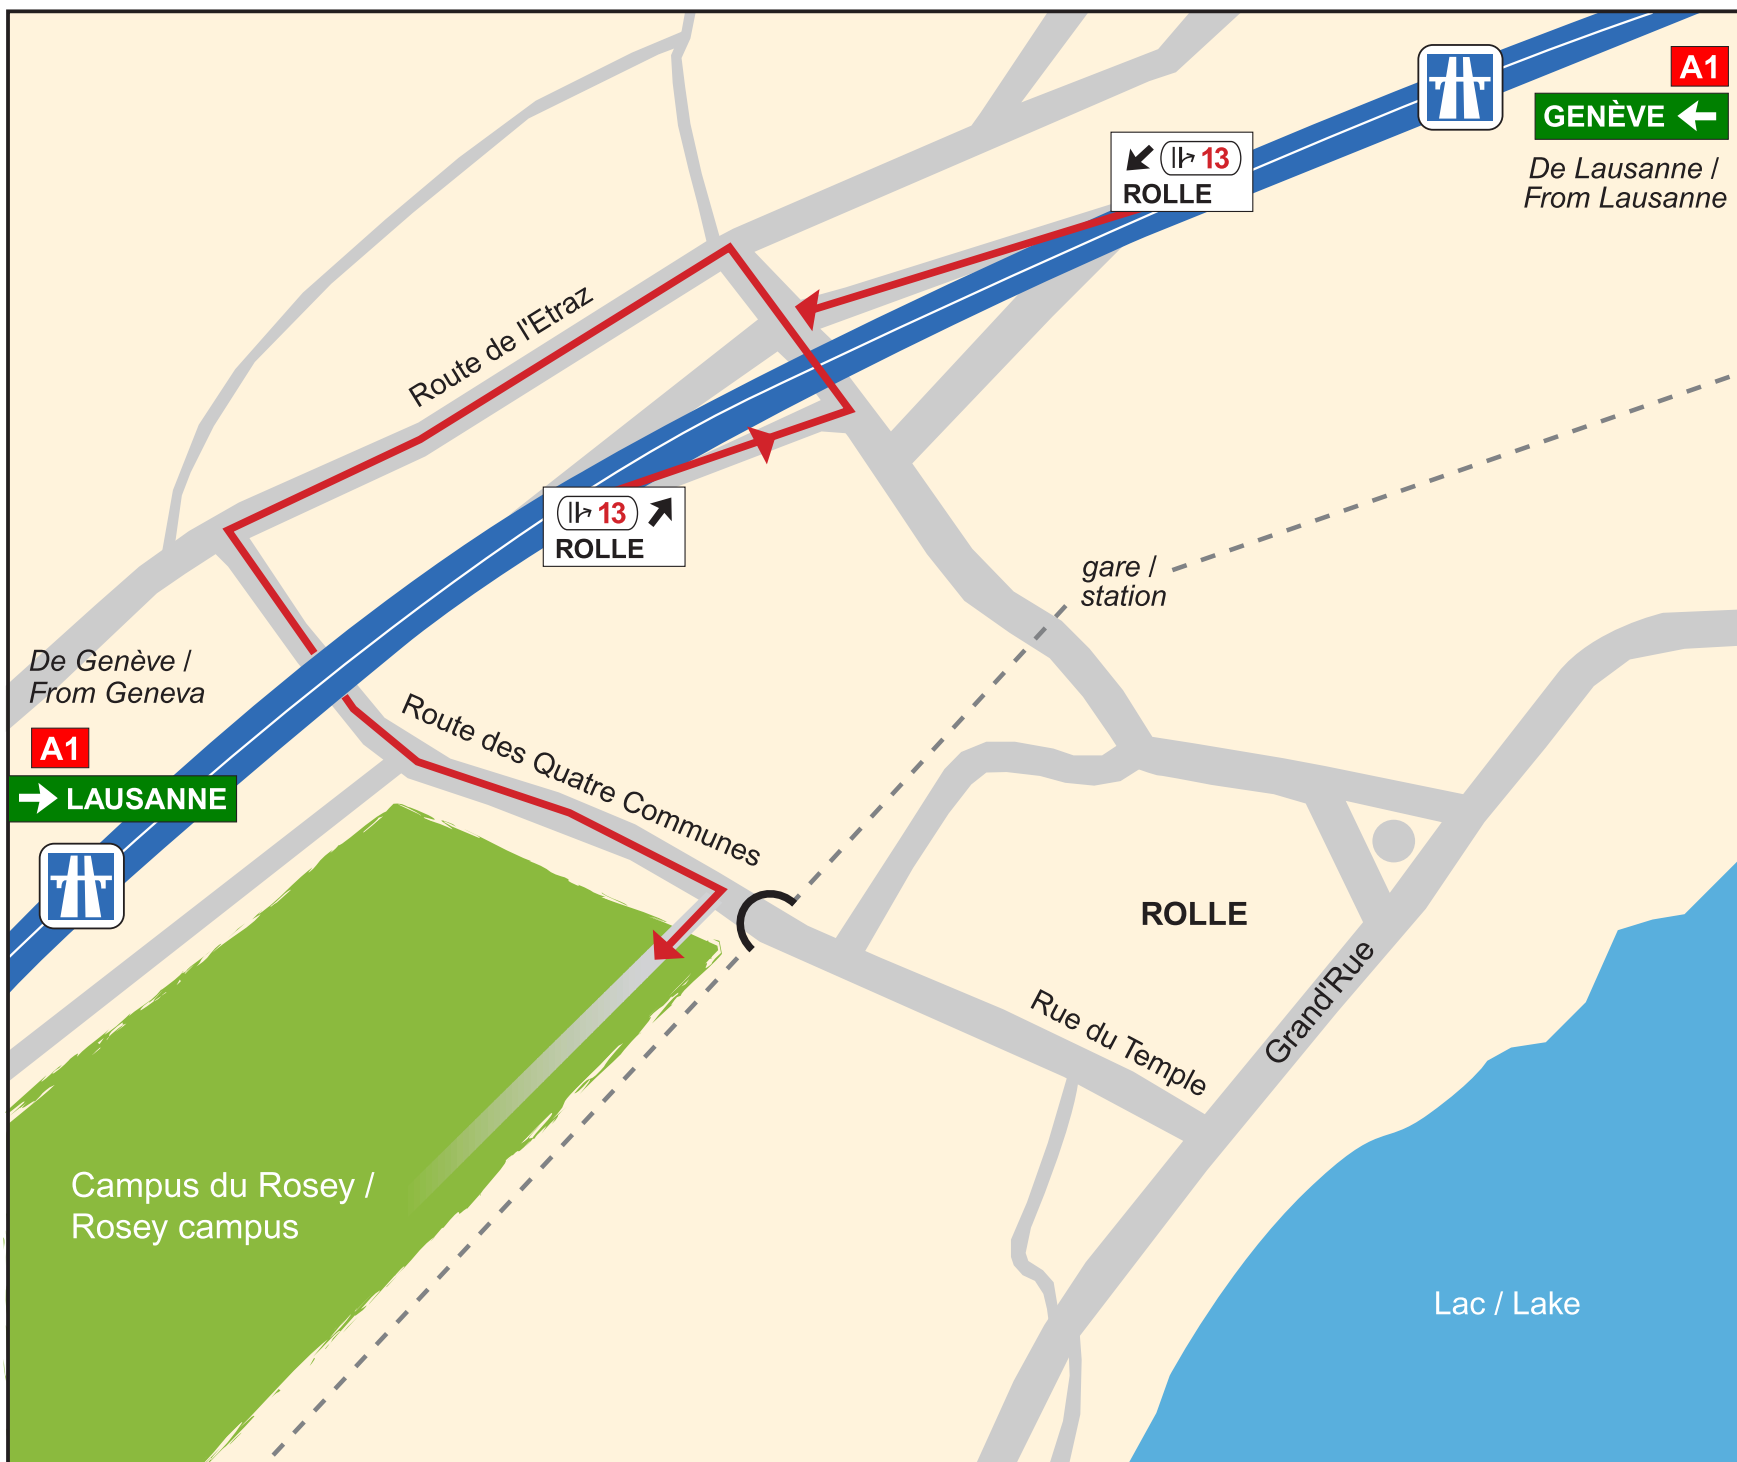 A1
GENÈVE
De Lausanne /
From Lausanne
13
ROLLE
Route de l'Etraz
13
ROLLE
gare /
station
De Genève /
From Geneva
A1
LAUSANNE
Route des Quatre Communes
ROLLE
Grand'Rue
Rue du Temple
Campus du Rosey /
Rosey campus
Lac / Lake